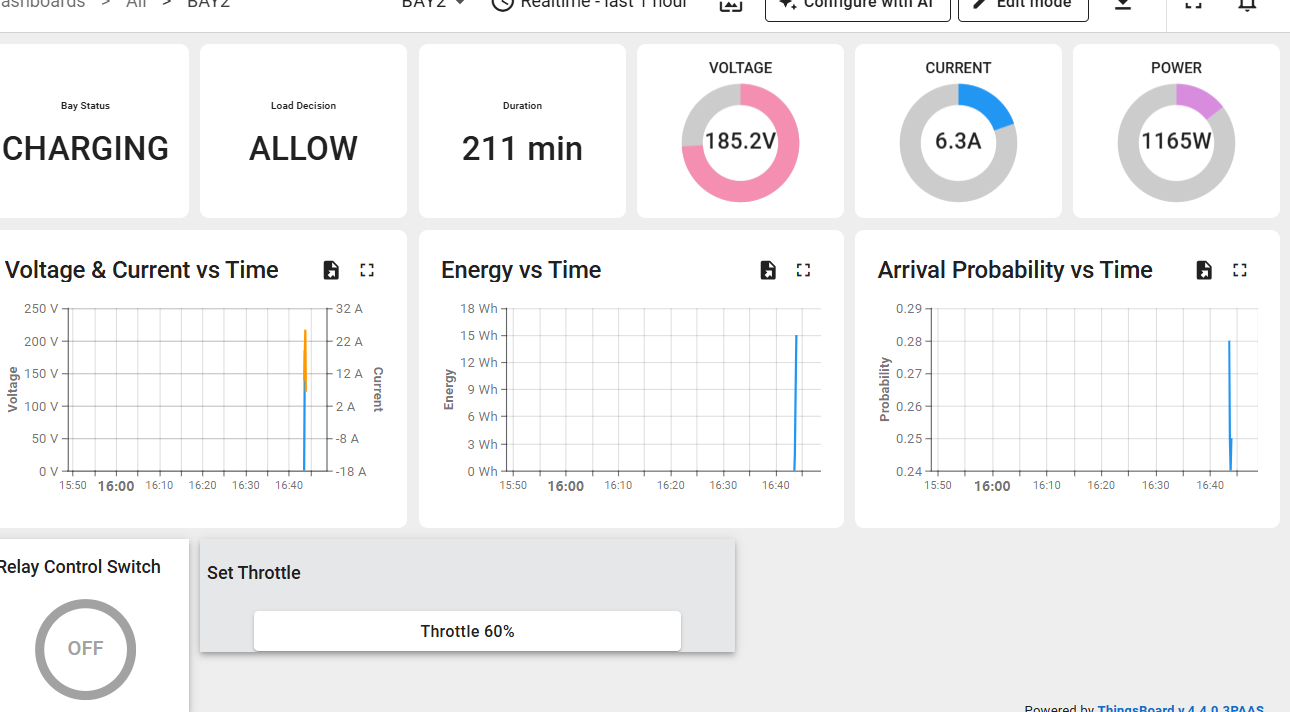 ashboards > All > BAY2
BAY2 Realtime - last 1 hour Configure with AI Edit mode
Bay Status
CHARGING
Load Decision
ALLOW
Duration
211 min
VOLTAGE
185.2V
CURRENT
6.3A
POWER
1165W
Voltage & Current vs Time
250 V
200 V
150 V
100 V
50 V
0 V
Voltage
32 A
22 A
12 A
2 A
-8 A
-18 A
Current
15:50 16:00 16:10 16:20 16:30 16:40
Energy vs Time
18 Wh
15 Wh
12 Wh
9 Wh
6 Wh
3 Wh
0 Wh
Energy
15:50 16:00 16:10 16:20 16:30 16:40
Arrival Probability vs Time
0.29
0.28
0.27
0.26
0.25
0.24
Probability
15:50 16:00 16:10 16:20 16:30 16:40
Relay Control Switch
OFF
Set Throttle
Throttle 60%
Powered by ThingsBoard v.4.4.0.3PAAS